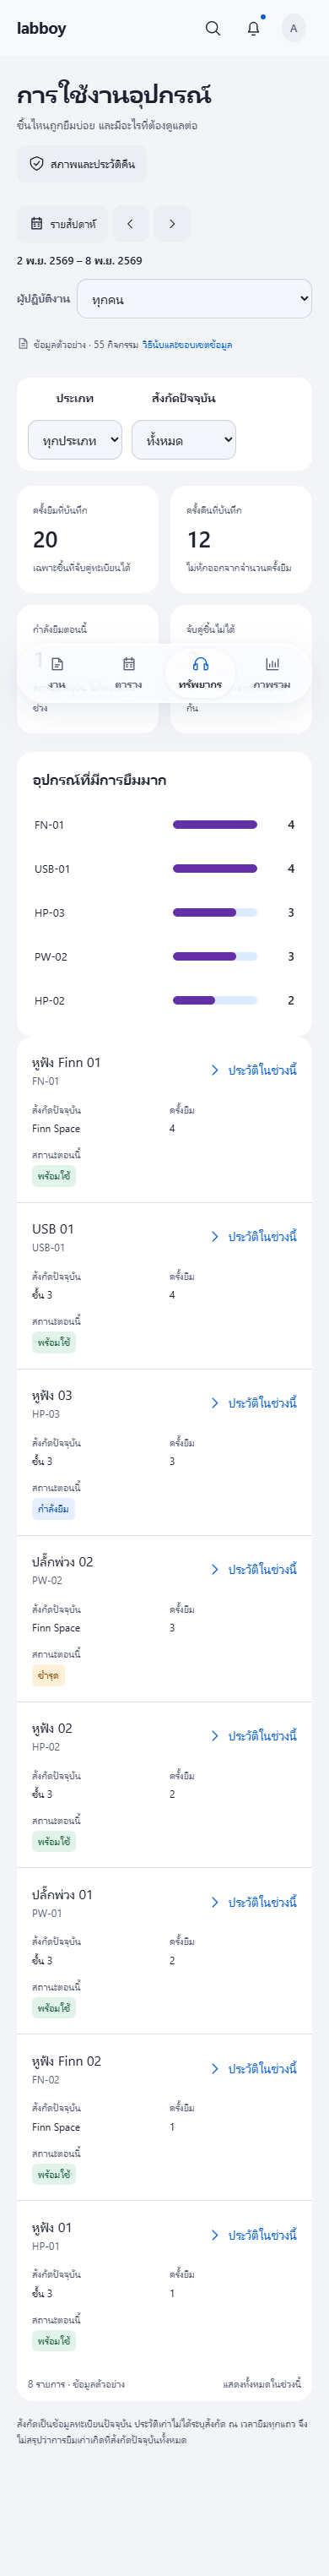 labboy
A
การใช้งานอุปกรณ์
ชิ้นไหนถูกยืมบ่อย และมีอะไรที่ต้องดูแลต่อ
สภาพและประวัติคืน
รายสัปดาห์
2 พ.ย. 2569 – 8 พ.ย. 2569
ผู้ปฏิบัติงาน ทุกคน
ข้อมูลตัวอย่าง · 55 กิจกรรม วิธีนับและขอบเขตข้อมูล
ประเภท สังกัดปัจจุบัน
ทุกประเภท ทั้งหมด
ครั้งยืมที่บันทึก ครั้งคืนที่บันทึก
20 12
เฉพาะชิ้นที่จับคู่ทะเบียนได้ ไม่หักออกจากจำนวนครั้งยืม
กำลังยืมตอนนี้ จับคู่ชิ้นไม่ได้
งาน ตาราง ทรัพยากร ภาพรวม
ช่วง กัน
อุปกรณ์ที่มีการยืมมาก
FN-01 4
USB-01 4
HP-03 3
PW-02 3
HP-02 2
หูฟัง Finn 01 ประวัติในช่วงนี้
FN-01
สังกัดปัจจุบัน ครั้งยืม
Finn Space 4
สถานะตอนนี้
พร้อมใช้
USB 01 ประวัติในช่วงนี้
USB-01
สังกัดปัจจุบัน ครั้งยืม
ชั้น 3 4
สถานะตอนนี้
พร้อมใช้
หูฟัง 03 ประวัติในช่วงนี้
HP-03
สังกัดปัจจุบัน ครั้งยืม
ชั้น 3 3
สถานะตอนนี้
กำลังยืม
ปลั๊กพ่วง 02 ประวัติในช่วงนี้
PW-02
สังกัดปัจจุบัน ครั้งยืม
Finn Space 3
สถานะตอนนี้
ชำรุด
หูฟัง 02 ประวัติในช่วงนี้
HP-02
สังกัดปัจจุบัน ครั้งยืม
ชั้น 3 2
สถานะตอนนี้
พร้อมใช้
ปลั๊กพ่วง 01 ประวัติในช่วงนี้
PW-01
สังกัดปัจจุบัน ครั้งยืม
ชั้น 3 2
สถานะตอนนี้
พร้อมใช้
หูฟัง Finn 02 ประวัติในช่วงนี้
FN-02
สังกัดปัจจุบัน ครั้งยืม
Finn Space 1
สถานะตอนนี้
พร้อมใช้
หูฟัง 01 ประวัติในช่วงนี้
HP-01
สังกัดปัจจุบัน ครั้งยืม
ชั้น 3 1
สถานะตอนนี้
พร้อมใช้
8 รายการ · ข้อมูลตัวอย่าง แสดงทั้งหมดในช่วงนี้
สังกัดเป็นข้อมูลทะเบียนปัจจุบัน ประวัติเก่าไม่ได้ระบุสังกัด ณ เวลายืมทุกแถว จึง
ไม่สรุปว่าการยืมเก่าเกิดที่สังกัดปัจจุบันทั้งหมด